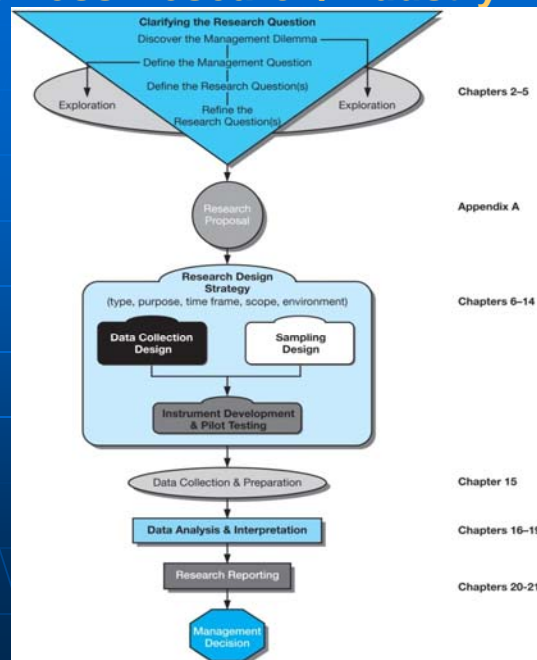 Clarifying the Research Question
Discover the Management Dilemma
Define the Management Question
Define the Research Question(s)
Exploration
Exploration
Refine the
Research Question(s)
Chapters 2–5
Research
Proposal
Appendix A
Research Design
Strategy
(type, purpose, time frame, scope, environment)
Chapters 6–14
Data Collection
Design
Sampling
Design
Instrument Development
& Pilot Testing
Data Collection & Preparation
Chapter 15
Data Analysis & Interpretation
Chapters 16–19
Research Reporting
Chapters 20-21
Management
Decision